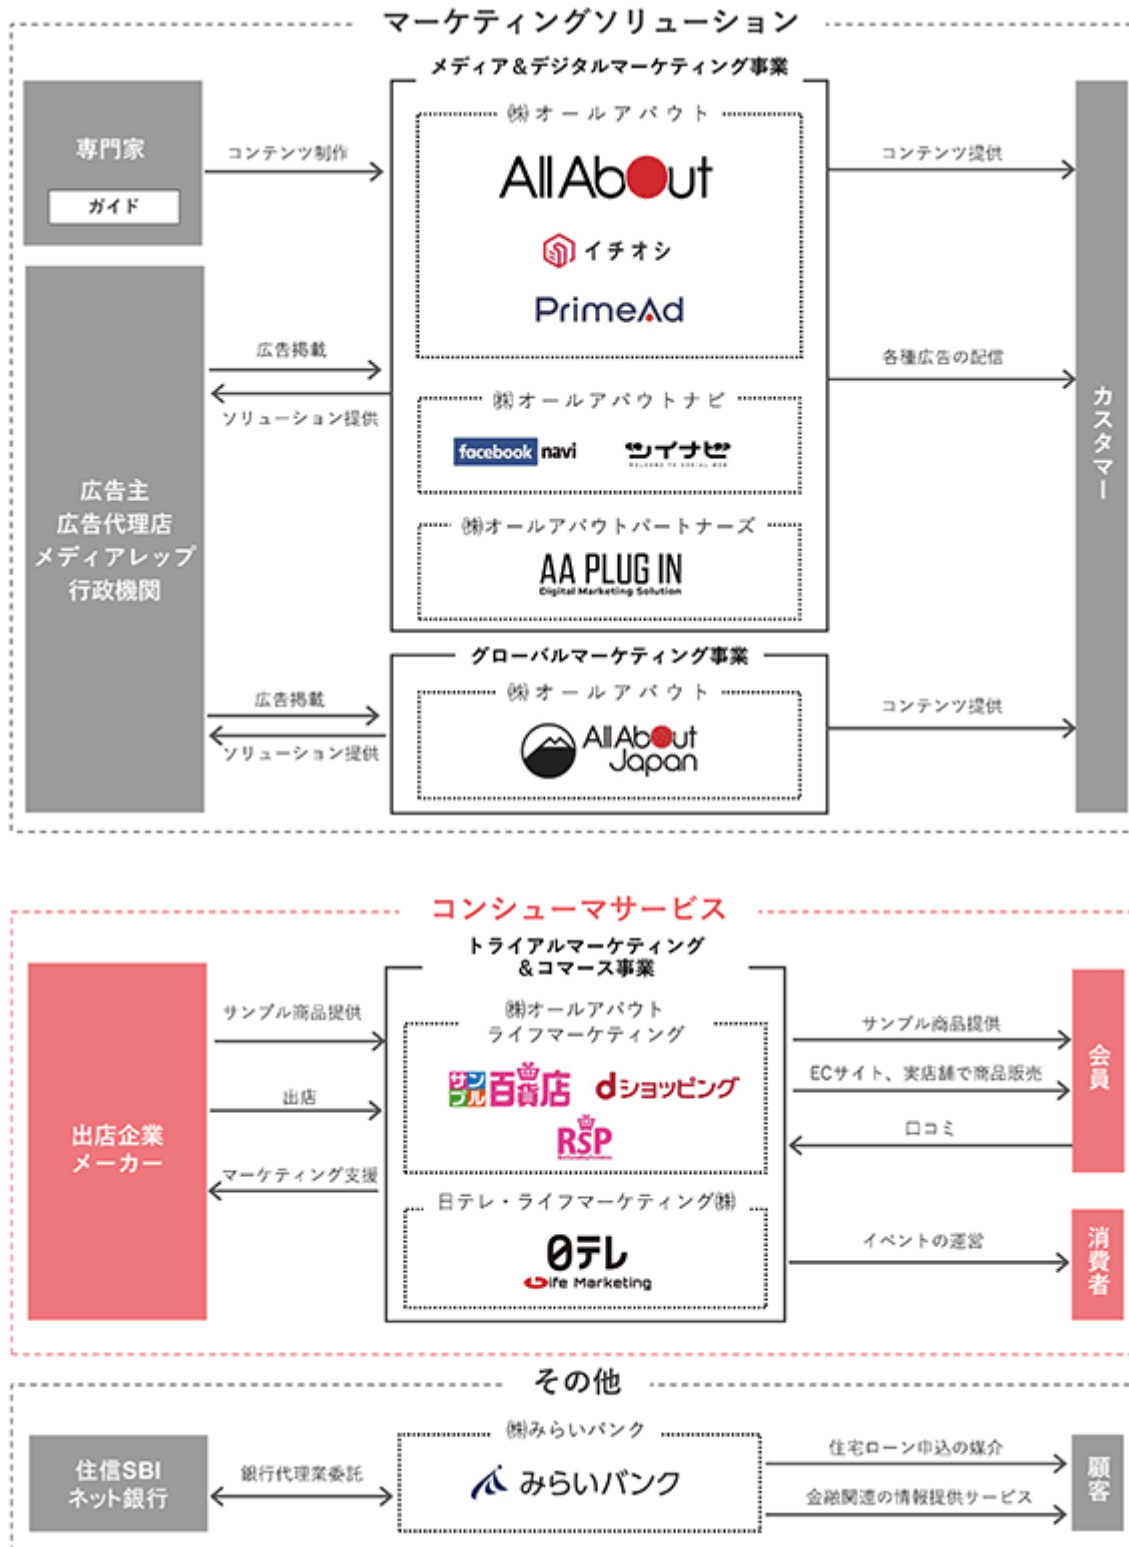 マーケティングソリューション
メディア&デジタルマーケティング事業
専門家
ガイド
コンテンツ制作
㈱オールアバウト
AllAbout
イチオシ
PrimeAd
コンテンツ提供
広告主
広告代理店
メディアレップ
行政機関
広告掲載
ソリューション提供
各種広告の配信
カスタマー
㈱オールアバウトナビ
facebook navi
ツイナビ
WELCOME TO SOCIAL WEB
㈱オールアバウトパートナーズ
AA PLUG IN
Digital Marketing Solution
グローバルマーケティング事業
㈱オールアバウト
広告掲載
ソリューション提供
AllAbout
Japan
コンテンツ提供
コンシューマサービス
トライアルマーケティング
&コマース事業
出店企業
メーカー
サンプル商品提供
出店
マーケティング支援
㈱オールアバウト
ライフマーケティング
サンプル百貨店
dショッピング
RSP
サンプル商品提供
ECサイト、実店舗で商品販売
口コミ
会員
日テレ・ライフマーケティング㈱
日テレ
Life Marketing
イベントの運営
消費者
その他
住信SBI
ネット銀行
銀行代理業委託
㈱みらいバンク
みらいバンク
住宅ローン申込の媒介
金融関連の情報提供サービス
顧客